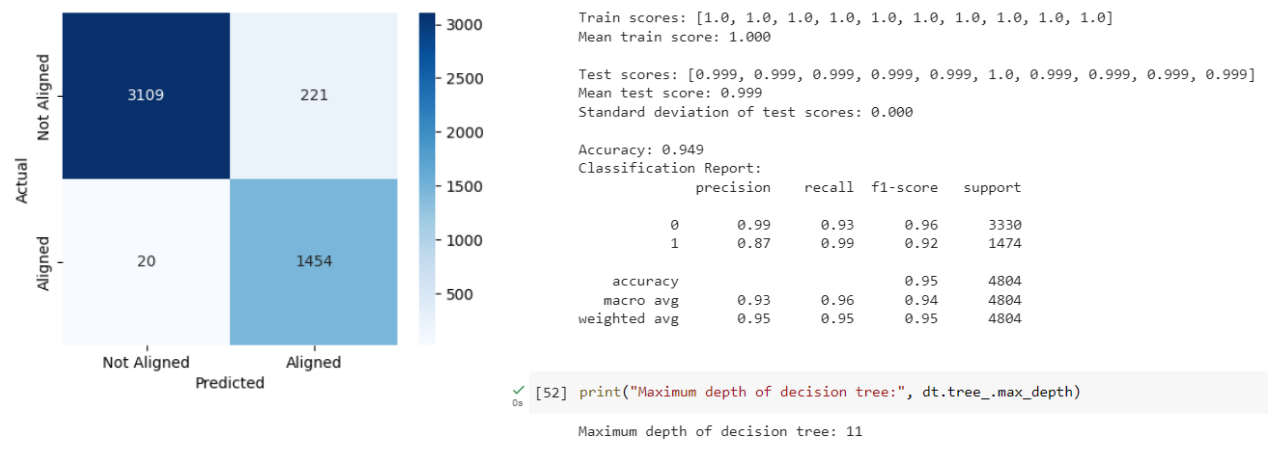 Not Aligned
Aligned
Actual
3109
221
20
1454
Not Aligned
Aligned
Predicted
3000
2500
2000
1500
1000
500
Train scores: [1.0, 1.0, 1.0, 1.0, 1.0, 1.0, 1.0, 1.0, 1.0, 1.0]
Mean train score: 1.000
Test scores: [0.999, 0.999, 0.999, 0.999, 0.999, 1.0, 0.999, 0.999, 0.999, 0.999]
Mean test score: 0.999
Standard deviation of test scores: 0.000
Accuracy: 0.949
Classification Report:
precision recall f1-score support
0 0.99 0.93 0.96 3330
1 0.87 0.99 0.92 1474
accuracy 0.95 4804
macro avg 0.93 0.96 0.94 4804
weighted avg 0.95 0.95 0.95 4804
[52] print("Maximum depth of decision tree:", dt.tree_.max_depth)
0s
Maximum depth of decision tree: 11